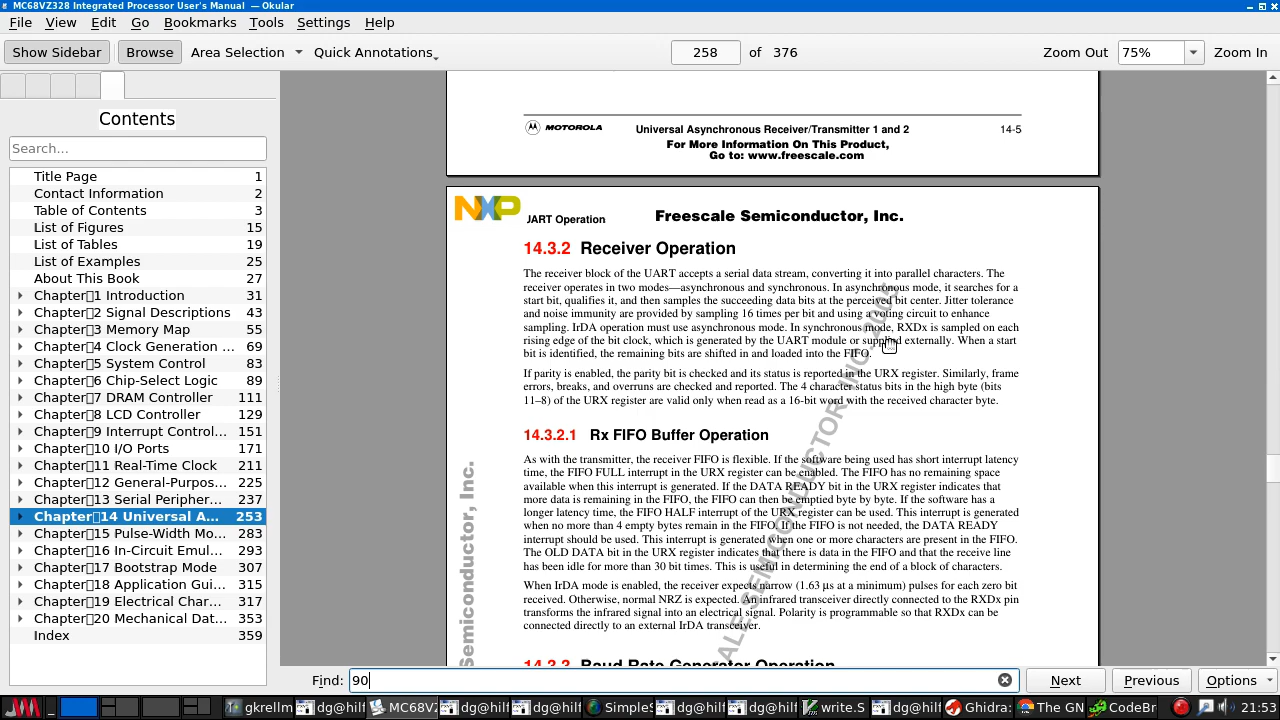 MC68VZ328 Integrated Processor User's Manual — Okular
File View Edit Go Bookmarks Tools Settings Help
Show Sidebar Browse Area Selection Quick Annotations 258 of 376 Zoom Out 75% Zoom In
Contents
Search...
Title Page 1
Contact Information 2
Table of Contents 3
List of Figures 15
List of Tables 19
List of Examples 25
About This Book 27
Chapter 1 Introduction 31
Chapter 2 Signal Descriptions 43
Chapter 3 Memory Map 55
Chapter 4 Clock Generation ... 69
Chapter 5 System Control 83
Chapter 6 Chip-Select Logic 89
Chapter 7 DRAM Controller 111
Chapter 8 LCD Controller 129
Chapter 9 Interrupt Control... 151
Chapter 10 I/O Ports 171
Chapter 11 Real-Time Clock 211
Chapter 12 General-Purpos... 225
Chapter 13 Serial Peripher... 237
Chapter 14 Universal A... 253
Chapter 15 Pulse-Width Mo... 283
Chapter 16 In-Circuit Emul... 293
Chapter 17 Bootstrap Mode 307
Chapter 18 Application Gui... 315
Chapter 19 Electrical Char... 317
Chapter 20 Mechanical Dat... 353
Index 359
MOTOROLA Universal Asynchronous Receiver/Transmitter 1 and 2 14-5
For More Information On This Product,
Go to: www.freescale.com
NXP JART Operation Freescale Semiconductor, Inc.
14.3.2 Receiver Operation
The receiver block of the UART accepts a serial data stream, converting it into parallel characters. The
receiver operates in two modes—asynchronous and synchronous. In asynchronous mode, it searches for a
start bit, qualifies it, and then samples the succeeding data bits at the perceived bit center. Jitter tolerance
and noise immunity are provided by sampling 16 times per bit and using a voting circuit to enhance
sampling. IrDA operation must use asynchronous mode. In synchronous mode, RXDx is sampled on each
rising edge of the bit clock, which is generated by the UART module or supplied externally. When a start
bit is identified, the remaining bits are shifted in and loaded into the FIFO.
If parity is enabled, the parity bit is checked and its status is reported in the URX register. Similarly, frame
errors, breaks, and overruns are checked and reported. The 4 character status bits in the high byte (bits
11–8) of the URX register are valid only when read as a 16-bit word with the received character byte.
14.3.2.1 Rx FIFO Buffer Operation
As with the transmitter, the receiver FIFO is flexible. If the software being used has short interrupt latency
time, the FIFO FULL interrupt in the URX register can be enabled. The FIFO has no remaining space
available when this interrupt is generated. If the DATA READY bit in the URX register indicates that
more data is remaining in the FIFO, the FIFO can then be emptied byte by byte. If the software has a
longer latency time, the FIFO HALF interrupt of the URX register can be used. This interrupt is generated
when no more than 4 empty bytes remain in the FIFO. If the FIFO is not needed, the DATA READY
interrupt should be used. This interrupt is generated when one or more characters are present in the FIFO.
The OLD DATA bit in the URX register indicates that there is data in the FIFO and that the receive line
has been idle for more than 30 bit times. This is useful in determining the end of a block of characters.
When IrDA mode is enabled, the receiver expects narrow (1.63 µs at a minimum) pulses for each zero bit
received. Otherwise, normal NRZ is expected. An infrared transceiver directly connected to the RXDx pin
transforms the infrared signal into an electrical signal. Polarity is programmable so that RXDx can be
connected directly to an external IrDA transceiver.
14.3.3 Baud Rate Generator Operation
Semiconductor, Inc.
ALE SEMICONDUCTOR, INC. 2005
Find: 90 Next Previous Options
gkrellm dg@hilf MC68V dg@hilf dg@hilf SimpleS dg@hilf dg@hilf write.S dg@hilf Ghidra: The GN CodeBr 21:53